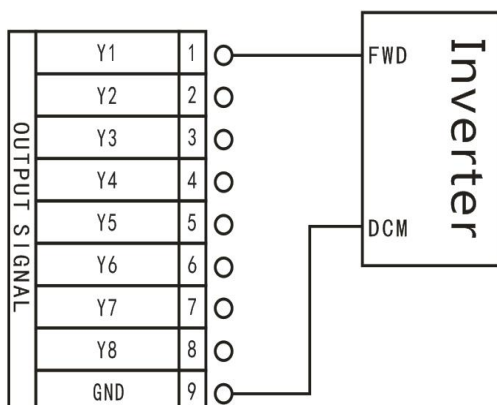 OUTPUT SIGNAL
Y1 1
Y2 2
Y3 3
Y4 4
Y5 5
Y6 6
Y7 7
Y8 8
GND 9
FWD
DCM
Inverter